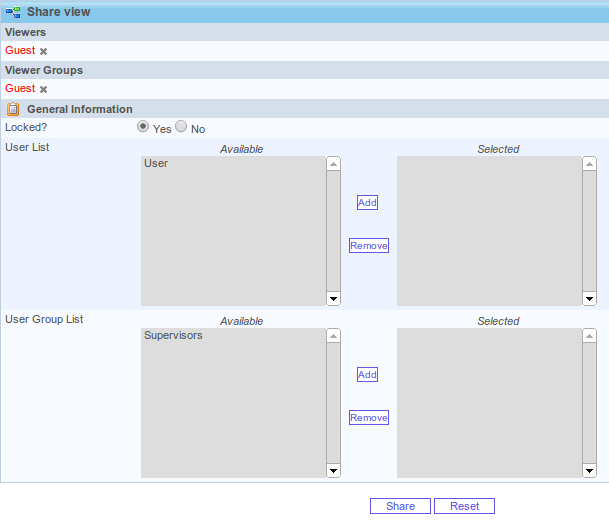 Share view
Viewers
Guest
Viewer Groups
Guest
General Information
Locked? Yes No
User List Available Selected
User
Add
Remove
User Group List Available Selected
Supervisors
Add
Remove
Share Reset